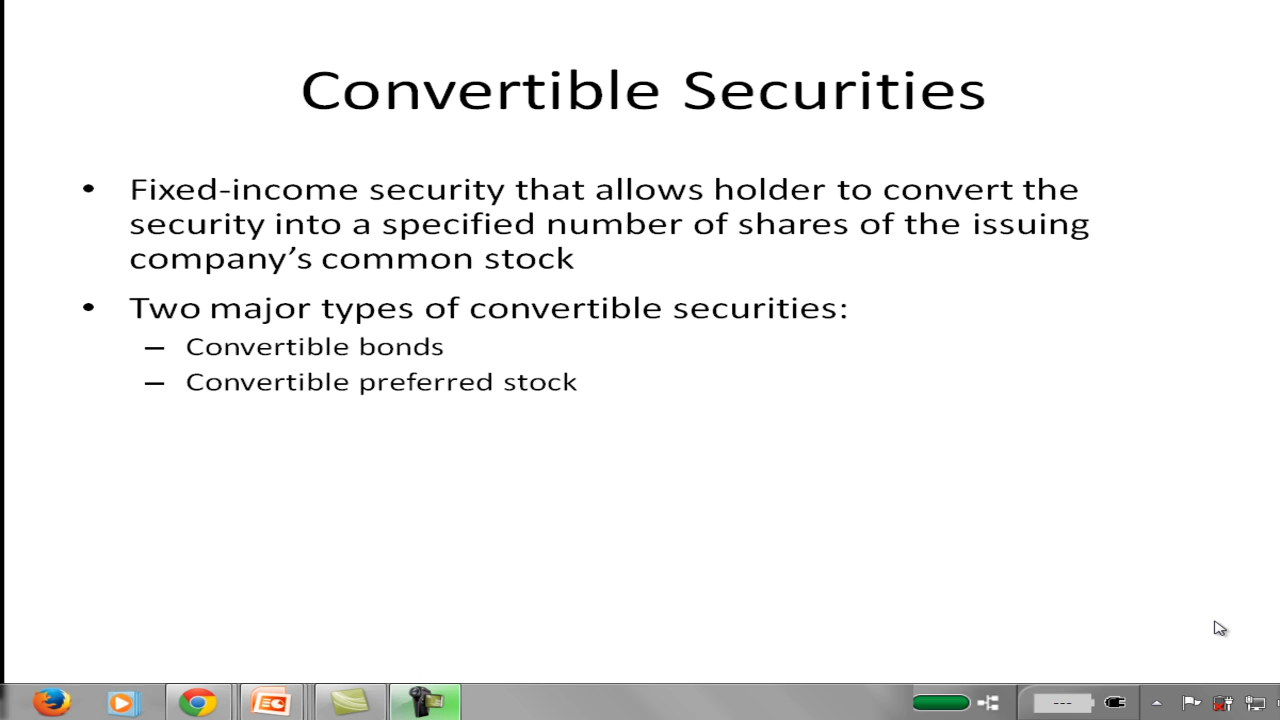 Convertible Securities
• Fixed-income security that allows holder to convert the
security into a specified number of shares of the issuing
company’s common stock
• Two major types of convertible securities:
– Convertible bonds
– Convertible preferred stock
---